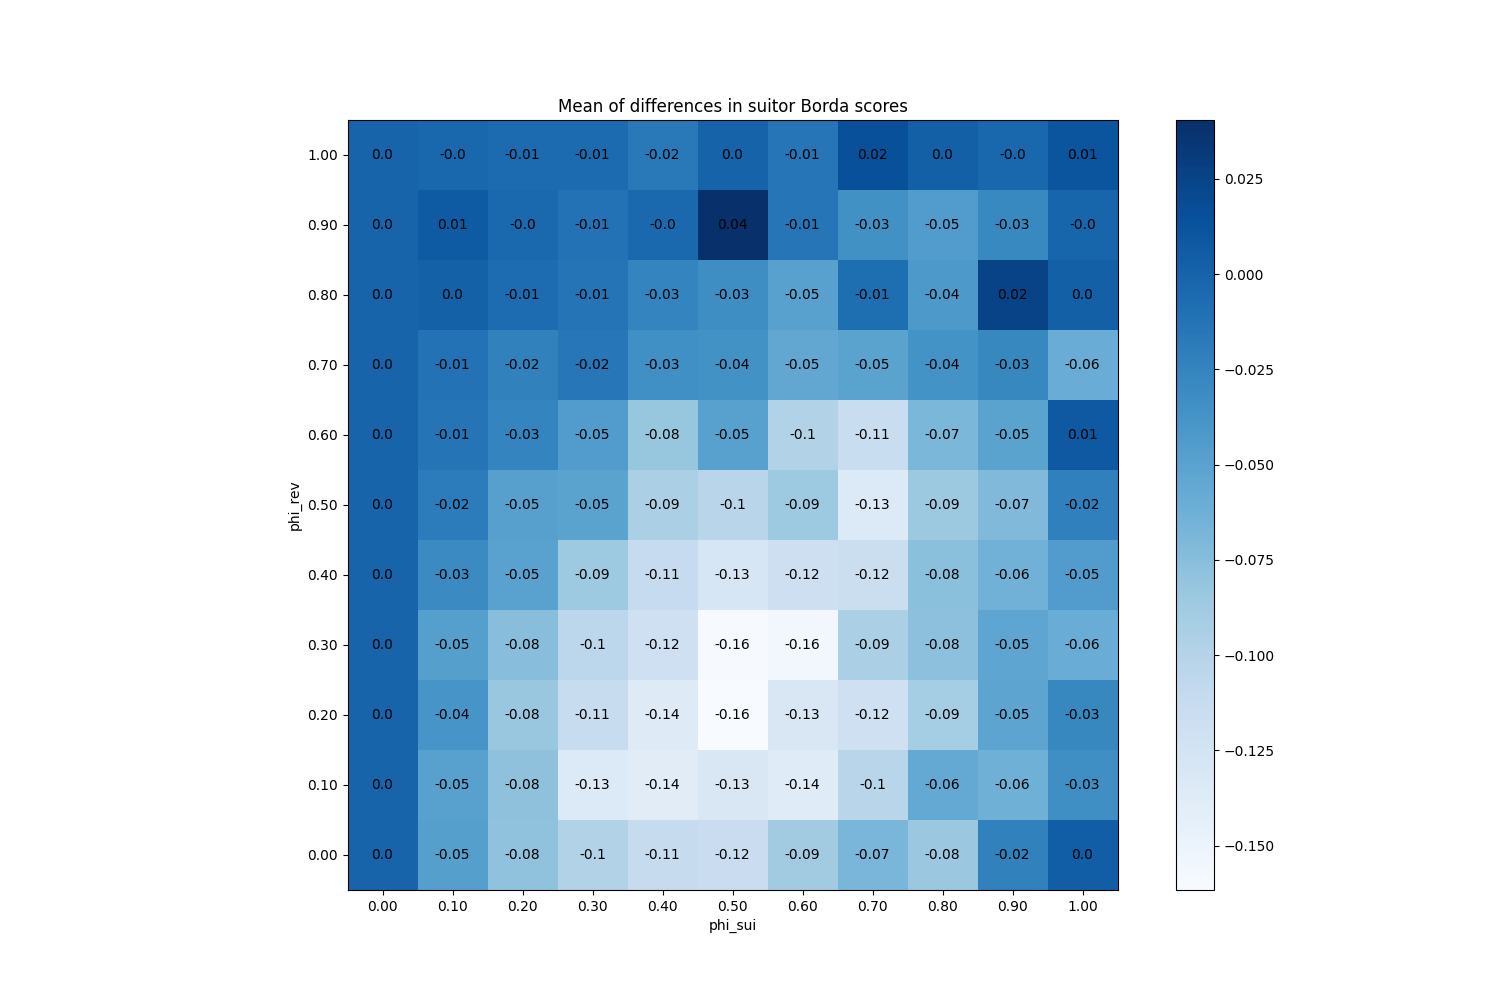 Mean of differences in suitor Borda scores
1.00 0.0 -0.0 -0.01 -0.01 -0.02 0.0 -0.01 0.02 0.0 -0.0 0.01
0.90 0.0 0.01 -0.0 -0.01 -0.0 0.04 -0.01 -0.03 -0.05 -0.03 -0.0
0.80 0.0 0.0 -0.01 -0.01 -0.03 -0.03 -0.05 -0.01 -0.04 0.02 0.0
0.70 0.0 -0.01 -0.02 -0.02 -0.03 -0.04 -0.05 -0.05 -0.04 -0.03 -0.06
0.60 0.0 -0.01 -0.03 -0.05 -0.08 -0.05 -0.1 -0.11 -0.07 -0.05 0.01
0.50 0.0 -0.02 -0.05 -0.05 -0.09 -0.1 -0.09 -0.13 -0.09 -0.07 -0.02
0.40 0.0 -0.03 -0.05 -0.09 -0.11 -0.13 -0.12 -0.12 -0.08 -0.06 -0.05
0.30 0.0 -0.05 -0.08 -0.1 -0.12 -0.16 -0.16 -0.09 -0.08 -0.05 -0.06
0.20 0.0 -0.04 -0.08 -0.11 -0.14 -0.16 -0.13 -0.12 -0.09 -0.05 -0.03
0.10 0.0 -0.05 -0.08 -0.13 -0.14 -0.13 -0.14 -0.1 -0.06 -0.06 -0.03
0.00 0.0 -0.05 -0.08 -0.1 -0.11 -0.12 -0.09 -0.07 -0.08 -0.02 0.0
0.00 0.10 0.20 0.30 0.40 0.50 0.60 0.70 0.80 0.90 1.00
phi_sui
phi_rev
0.025
0.000
−0.025
−0.050
−0.075
−0.100
−0.125
−0.150